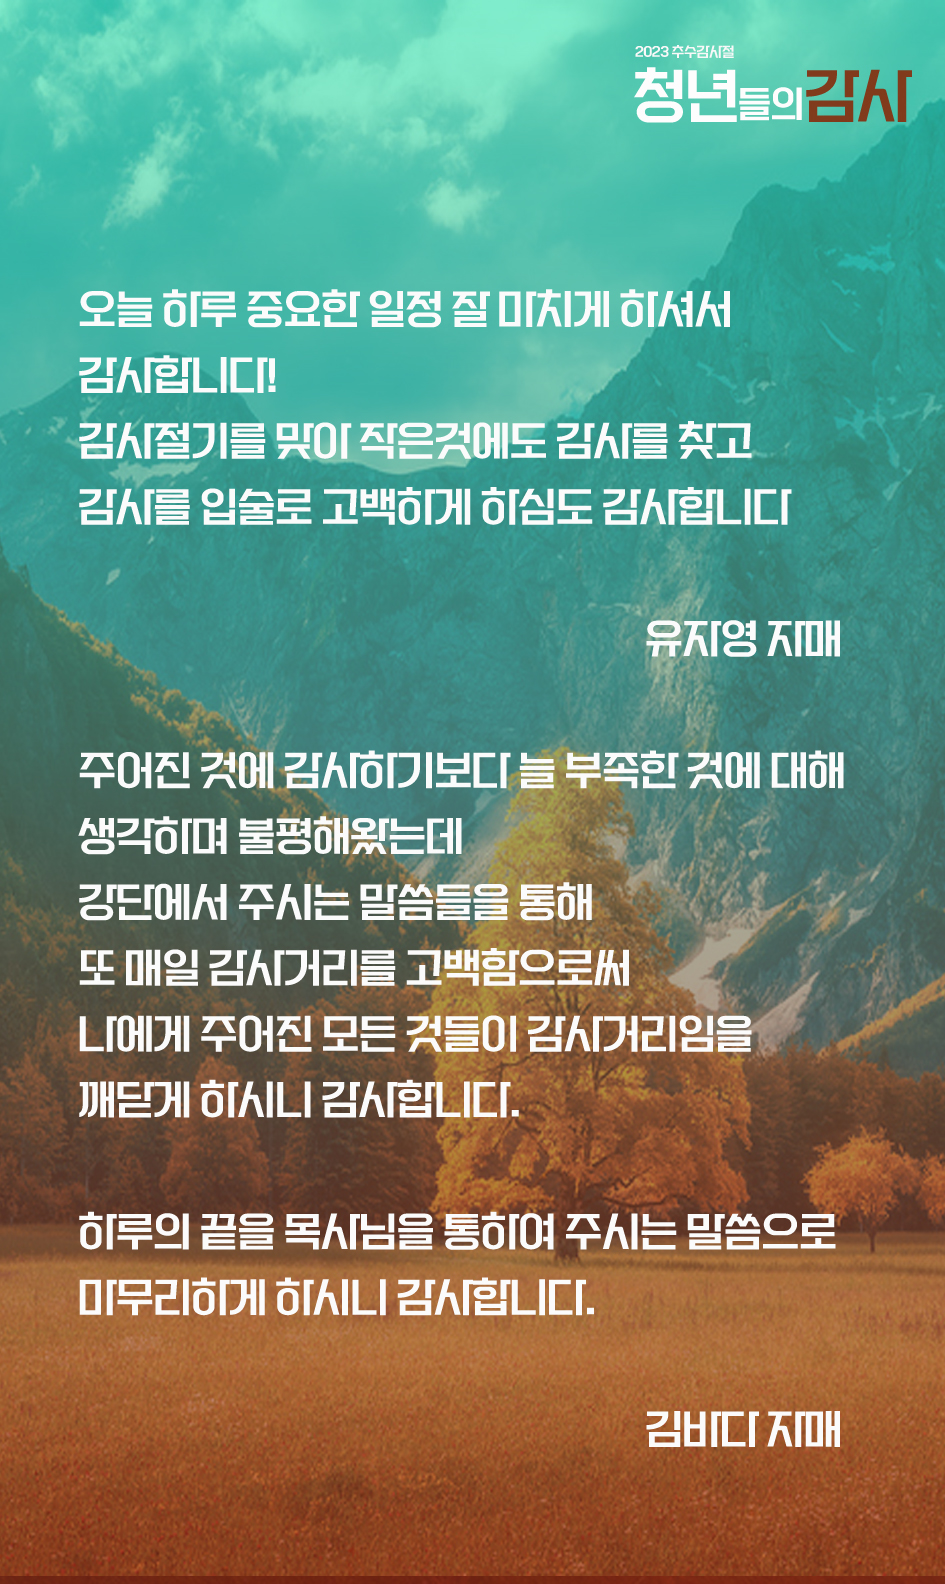 2023 추수감사절
청년들의감사
오늘 하루 중요한 일정 잘 마치게 하셔서
감사합니다!
감사절기를 맞아 작은것에도 감사를 찾고
감사를 입술로 고백하게 하심도 감사합니다
유자영 자매
주어진 것에 감사하기보다 늘 부족한 것에 대해
생각하며 불평해왔는데
강단에서 주시는 말씀들을 통해
또 매일 감사거리를 고백함으로써
나에게 주어진 모든 것들이 감사거리임을
깨닫게 하시니 감사합니다.
하루의 끝을 목사님을 통하여 주시는 말씀으로
마무리하게 하시니 감사합니다.
김바다 자매